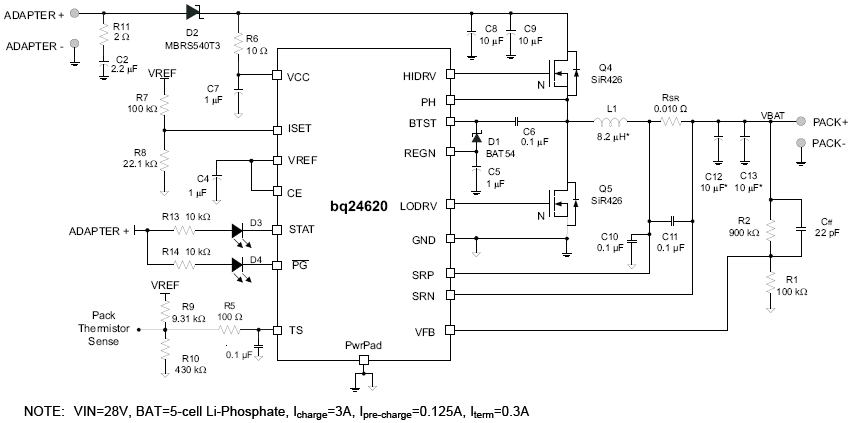 ADAPTER +
R11
2 Ω
D2
MBRS540T3
R6
10 Ω
C8
10 µF
C9
10 µF
ADAPTER -
C2
2.2 µF
VREF
VCC
HIDRV
Q4
SiR426
N
R7
100 kΩ
C7
1 µF
PH
L1
8.2 µH*
RSR
0.010 Ω
VBAT
PACK+
ISET
BTST
C6
0.1 µF
D1
BAT54
PACK-
R8
22.1 kΩ
VREF
REGN
C5
1 µF
C12
10 µF*
C13
10 µF*
C4
1 µF
CE
bq24620
LODRV
Q5
SiR426
N
R13 10 kΩ
D3
STAT
ADAPTER +
R14 10 kΩ
D4
PG
GND
C10
0.1 µF
C11
0.1 µF
R2
900 kΩ
C#
22 pF
SRP
VREF
R9
9.31 kΩ
R5
100 Ω
SRN
R1
100 kΩ
Pack
Thermistor
Sense
TS
VFB
R10
430 kΩ
0.1 µF
PwrPad
NOTE: VIN=28V, BAT=5-cell Li-Phosphate, Icharge=3A, Ipre-charge=0.125A, Iterm=0.3A